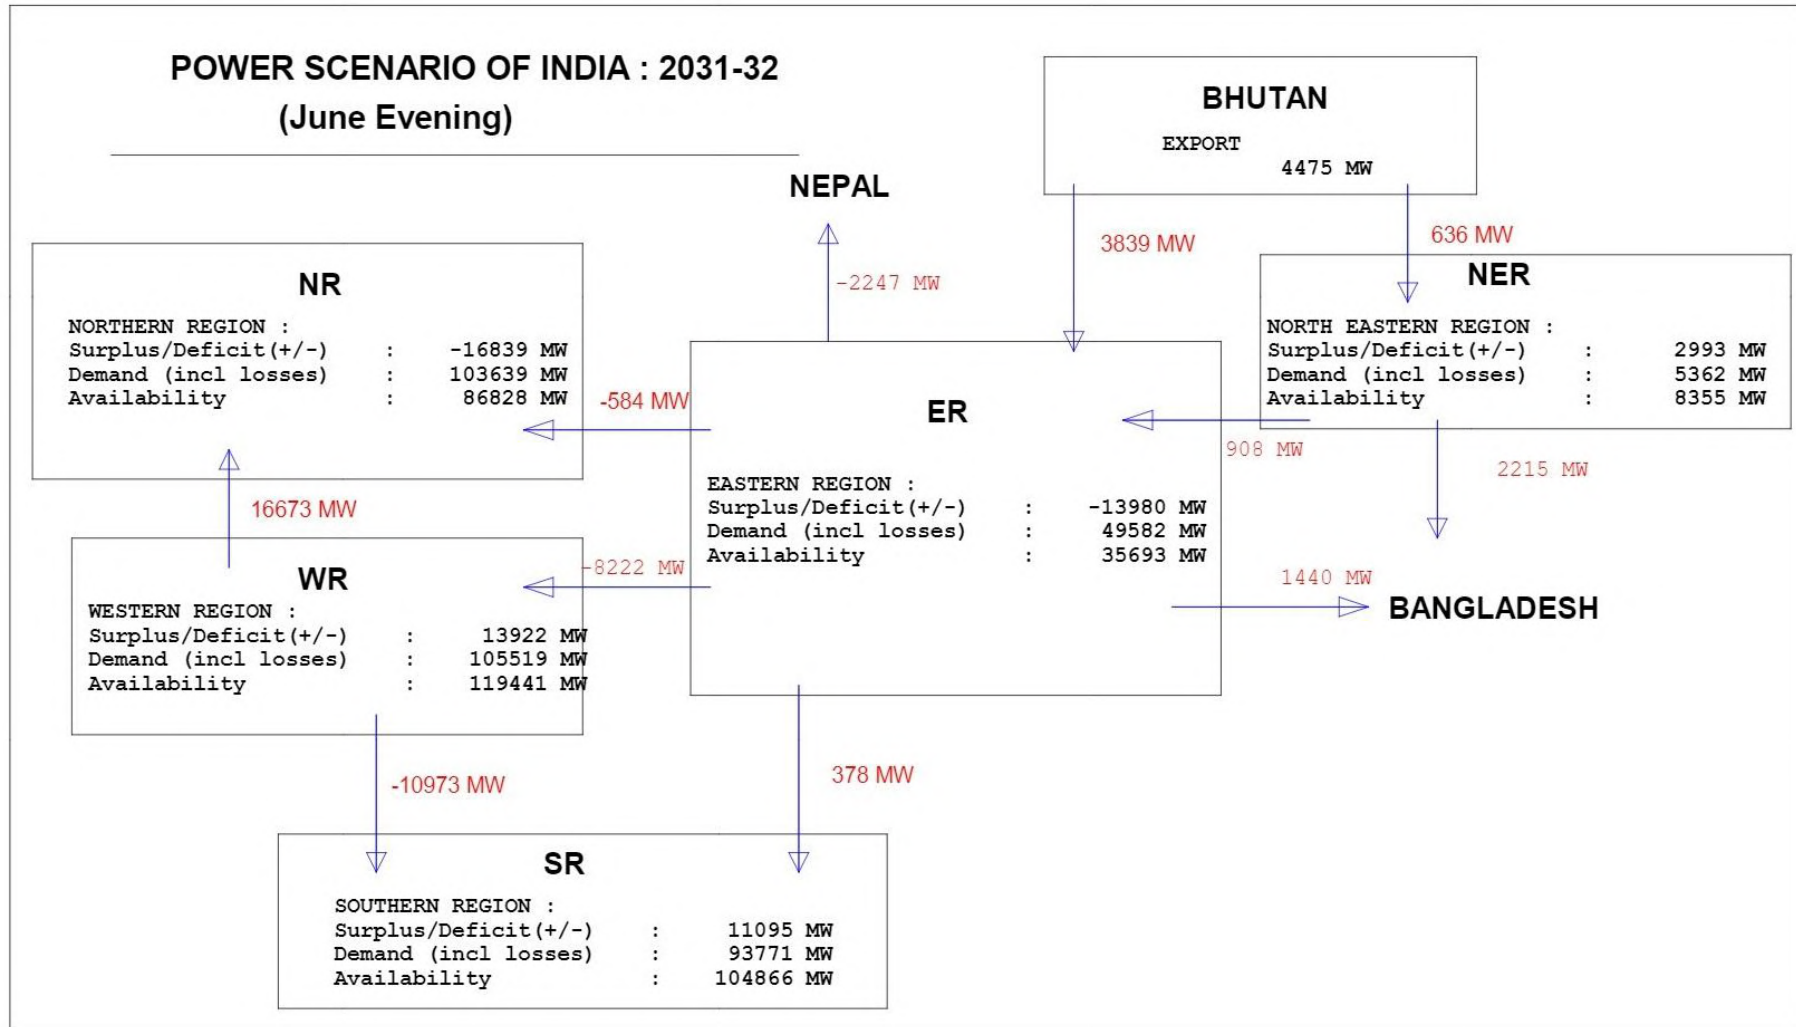 POWER SCENARIO OF INDIA : 2031-32
(June Evening)
BHUTAN
EXPORT
4475 MW
NEPAL
-2247 MW
3839 MW
636 MW
NR
NORTHERN REGION :
Surplus/Deficit(+/-) : -16839 MW
Demand (incl losses) : 103639 MW
Availability : 86828 MW
-584 MW
NER
NORTH EASTERN REGION :
Surplus/Deficit(+/-) : 2993 MW
Demand (incl losses) : 5362 MW
Availability : 8355 MW
908 MW
2215 MW
ER
EASTERN REGION :
Surplus/Deficit(+/-) : -13980 MW
Demand (incl losses) : 49582 MW
Availability : 35693 MW
16673 MW
-8222 MW
1440 MW
BANGLADESH
WR
WESTERN REGION :
Surplus/Deficit(+/-) : 13922 MW
Demand (incl losses) : 105519 MW
Availability : 119441 MW
-10973 MW
378 MW
SR
SOUTHERN REGION :
Surplus/Deficit(+/-) : 11095 MW
Demand (incl losses) : 93771 MW
Availability : 104866 MW